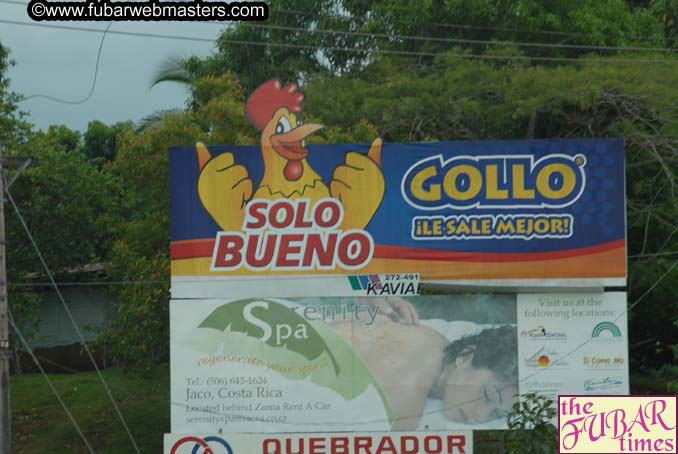 ©www.fubarwebmasters.com
SOLO
BUENO
GOLLO
¡LE SALE MEJOR!
272-491
KAVIAR
Serenity
Spa
regenerate your spirit
Tel.: (506) 643-1624
Jaco, Costa Rica
Located behind Zuma Rent A Car
Visit us at the
following locations:
QUEBRADOR
the
FUBAR
times